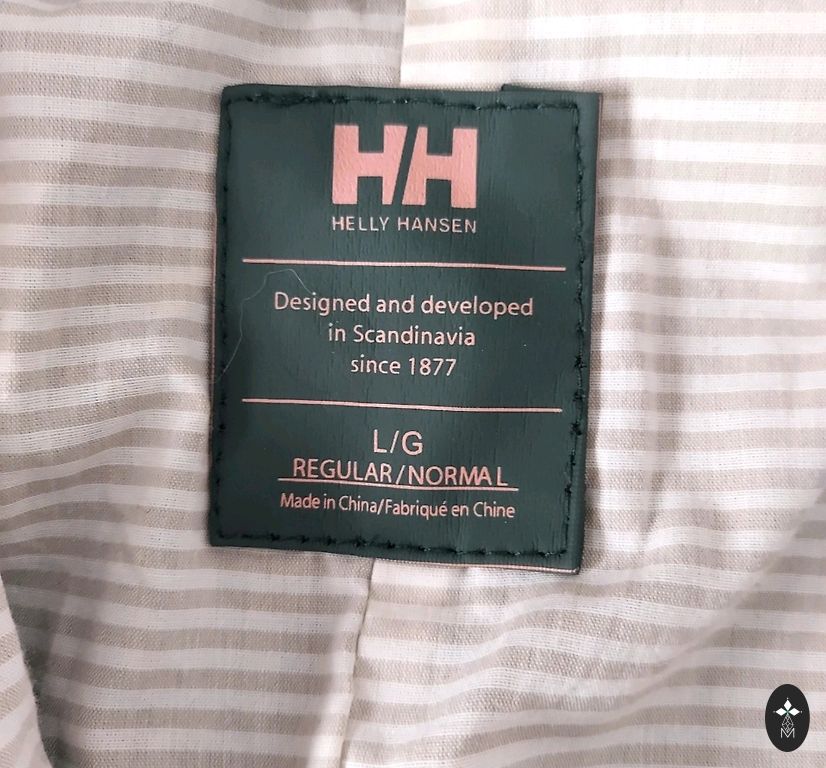 HH
HELLY HANSEN
Designed and developed
in Scandinavia
since 1877
L/G
REGULAR/NORMAL
Made in China/Fabriqué en Chine
M